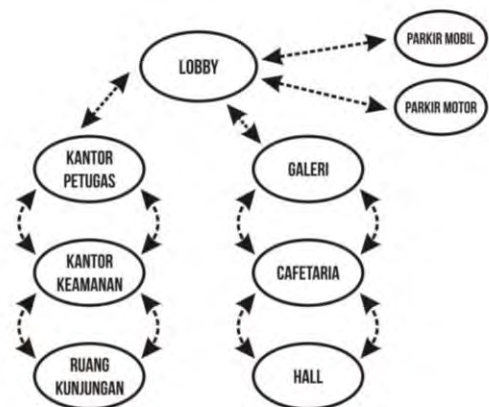 LOBBY
PARKIR MOBIL
PARKIR MOTOR
KANTOR
PETUGAS
GALERI
KANTOR
KEAMANAN
CAFETARIA
RUANG
KUNJUNGAN
HALL